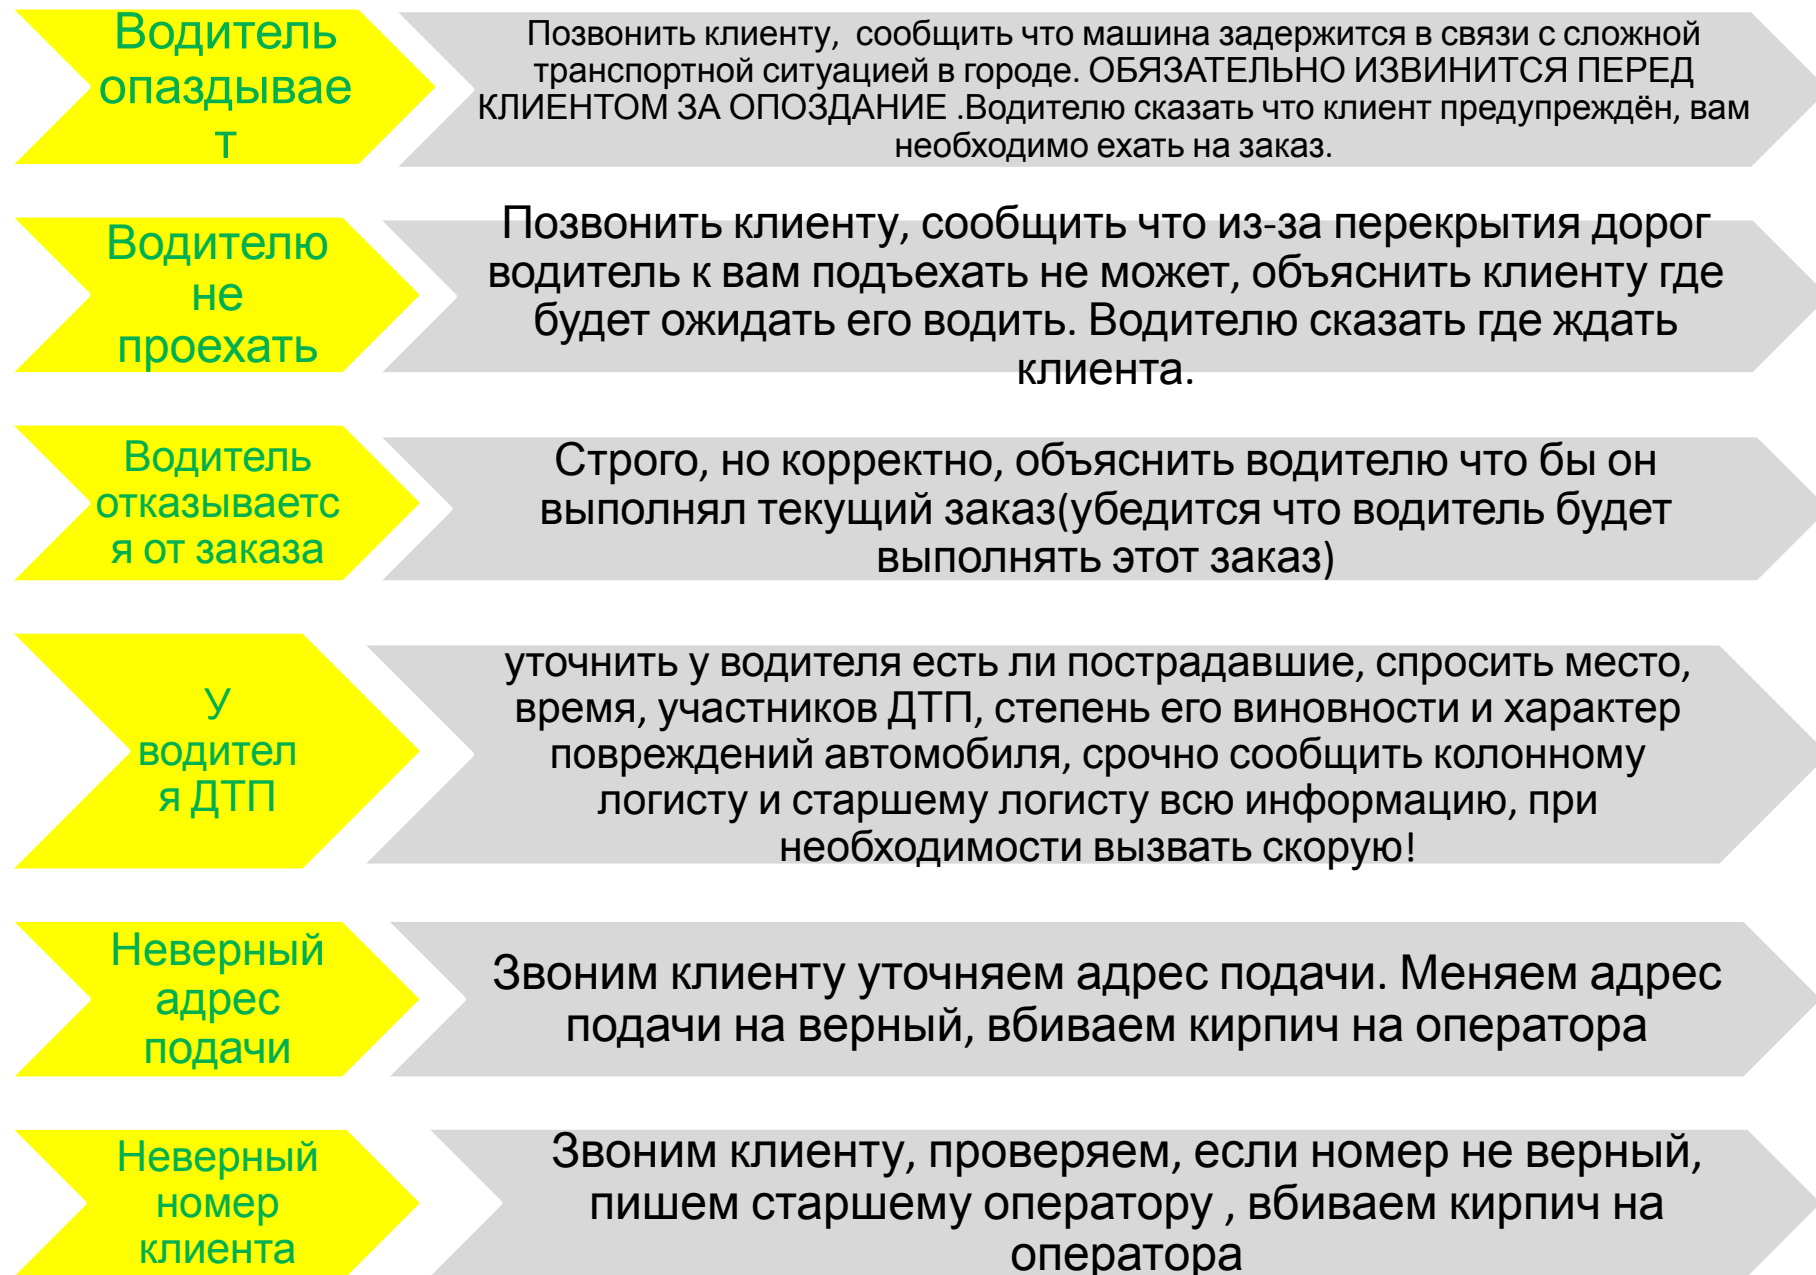 Водитель
опаздывае
т
Позвонить клиенту,  сообщить что машина задержится в связи с сложной
транспортной ситуацией в городе. ОБЯЗАТЕЛЬНО ИЗВИНИТСЯ ПЕРЕД
КЛИЕНТОМ ЗА ОПОЗДАНИЕ .Водителю сказать что клиент предупреждён, вам
необходимо ехать на заказ.
Водителю
не
проехать
Позвонить клиенту, сообщить что из-за перекрытия дорог
водитель к вам подъехать не может, объяснить клиенту где
будет ожидать его водить. Водителю сказать где ждать
клиента.
Водитель
отказываетс
я от заказа
Строго, но корректно, объяснить водителю что бы он
выполнял текущий заказ(убедится что водитель будет
выполнять этот заказ)
У
водител
я ДТП
уточнить у водителя есть ли пострадавшие, спросить место,
время, участников ДТП, степень его виновности и характер
повреждений автомобиля, срочно сообщить колонному
логисту и старшему логисту всю информацию, при
необходимости вызвать скорую!
Неверный
адрес
подачи
Звоним клиенту уточняем адрес подачи. Меняем адрес
подачи на верный, вбиваем кирпич на оператора
Неверный
номер
клиента
Звоним клиенту, проверяем, если номер не верный,
пишем старшему оператору , вбиваем кирпич на
оператора